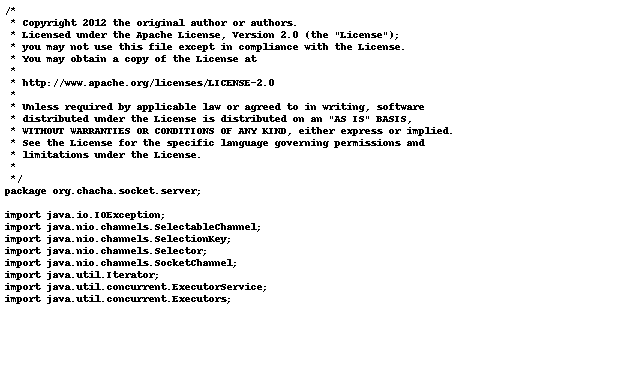 /*
 * Copyright 2012 the original author or authors.
 * Licensed under the Apache License, Version 2.0 (the "License");
 * you may not use this file except in compliance with the License.
 * You may obtain a copy of the License at
 *
 * http://www.apache.org/licenses/LICENSE-2.0
 *
 * Unless required by applicable law or agreed to in writing, software
 * distributed under the License is distributed on an "AS IS" BASIS,
 * WITHOUT WARRANTIES OR CONDITIONS OF ANY KIND, either express or implied.
 * See the License for the specific language governing permissions and
 * limitations under the License.
 *
 */
package org.chacha.socket.server;

import java.io.IOException;
import java.nio.channels.SelectableChannel;
import java.nio.channels.SelectionKey;
import java.nio.channels.Selector;
import java.nio.channels.SocketChannel;
import java.util.Iterator;
import java.util.concurrent.ExecutorService;
import java.util.concurrent.Executors;